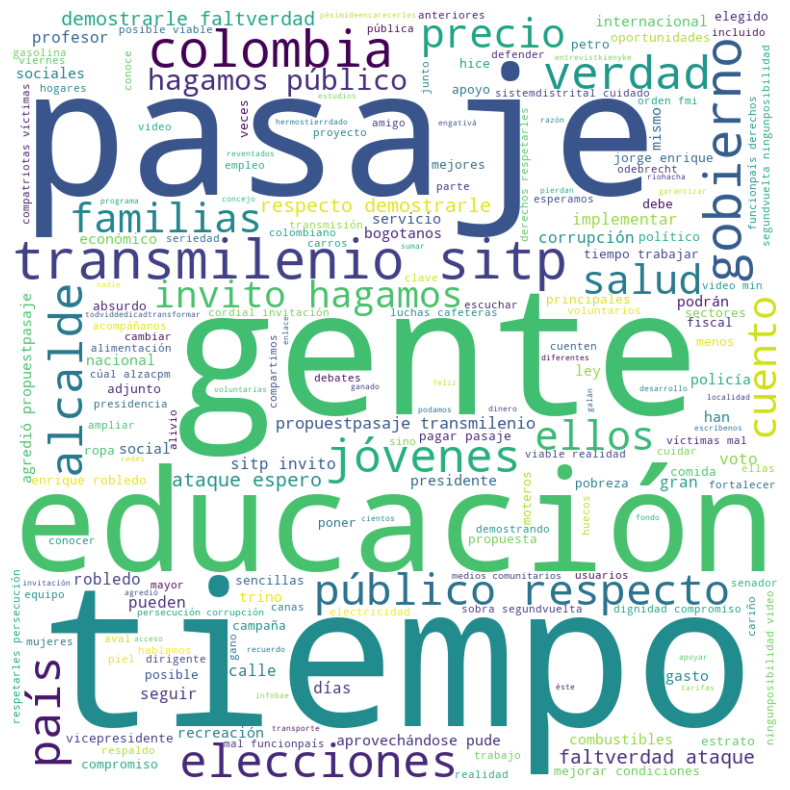 pésimideencarecerles
demostrarle faltverdad
posible viable
anteriores
internacional
elegido
gasolina
profesor
colombia
pública
precio
petro
oportunidades
incluido
viernes
conoce
hagamos público
hice
defender
entrevistkienyke
verdad
sociales
junto
apoyo
sistemdistrital cuidado
gobierno
hogares
pasaje
estudios
veces
orden fmi
compatriotas víctimas
video
hermostierrdado
amigo
engativá
razón
mismo
jorge enrique
odebrecht
riohacha
reventados
proyecto
mejores
esperamos
empleo
parte
pierdan
garantizar
programa
concejo
respecto demostrarle
debe
derechos respetarles
familias
servicio
implementar
funcionpaís derechos
segundvuelta ningunposibilidad
transmisión
colombiano
bogotanos
económico
seriedad
carros
sumar
corrupción
político
transmilenio sitp
clave
tiempo trabajar
video min
nadie
absurdo
escuchar
salud
invito hagamos
principales
podrán
todviddedicadtransformar
cordial invitación
luchas cafeteras
voluntarios
sectores
acompáñanos
cambiar
enlace
fiscal
alcalde
alimentación
gente
cuenten
menos
nacional
compartimos
diferentes
cuento
cúal alzacpm
adjunto
debates
ganado
feliz
ley
desarrollo
policía
presidencia
voluntarias
podamos
dinero
galán
localidad
agredió propuestpasaje
ampliar
alivio
propuestpasaje transmilenio
ellos
han
escríbenos
ropa
social
sino
pagar pasaje
jóvenes
viable realidad
víctimas mal
cuidar
voto
ellas
redes
sitp invito
comida
enrique robledo
ataque espero
presidente
pobreza
gran
fortalecer
moteros
huecos
educación
cientos
poner
demostrando
fondo
conocer
propuesta
invitación
agredió
medios comunitarios
usuarios
robledo
mayor
sencillas
público respecto
senador
equipo
pueden
trino
respetarles persecución
persecución corrupción
canas
electricidad
sobra segundvuelta
dignidad compromiso
cariño
mujeres
aval
acceso
campaña
tiempo
apoyar
hablamos
gano
recuerdo
país
piel
dirigente
calle
éste
gasto
tarifas
posible
seguir
infobae
días
ningunposibilidad video
vicepresidente
recreación
transporte
combustibles
estrato
respaldo
mal funcionpaís
aprovechándose pude
trabajo
compromiso
elecciones
faltverdad ataque
realidad
mejorar condiciones